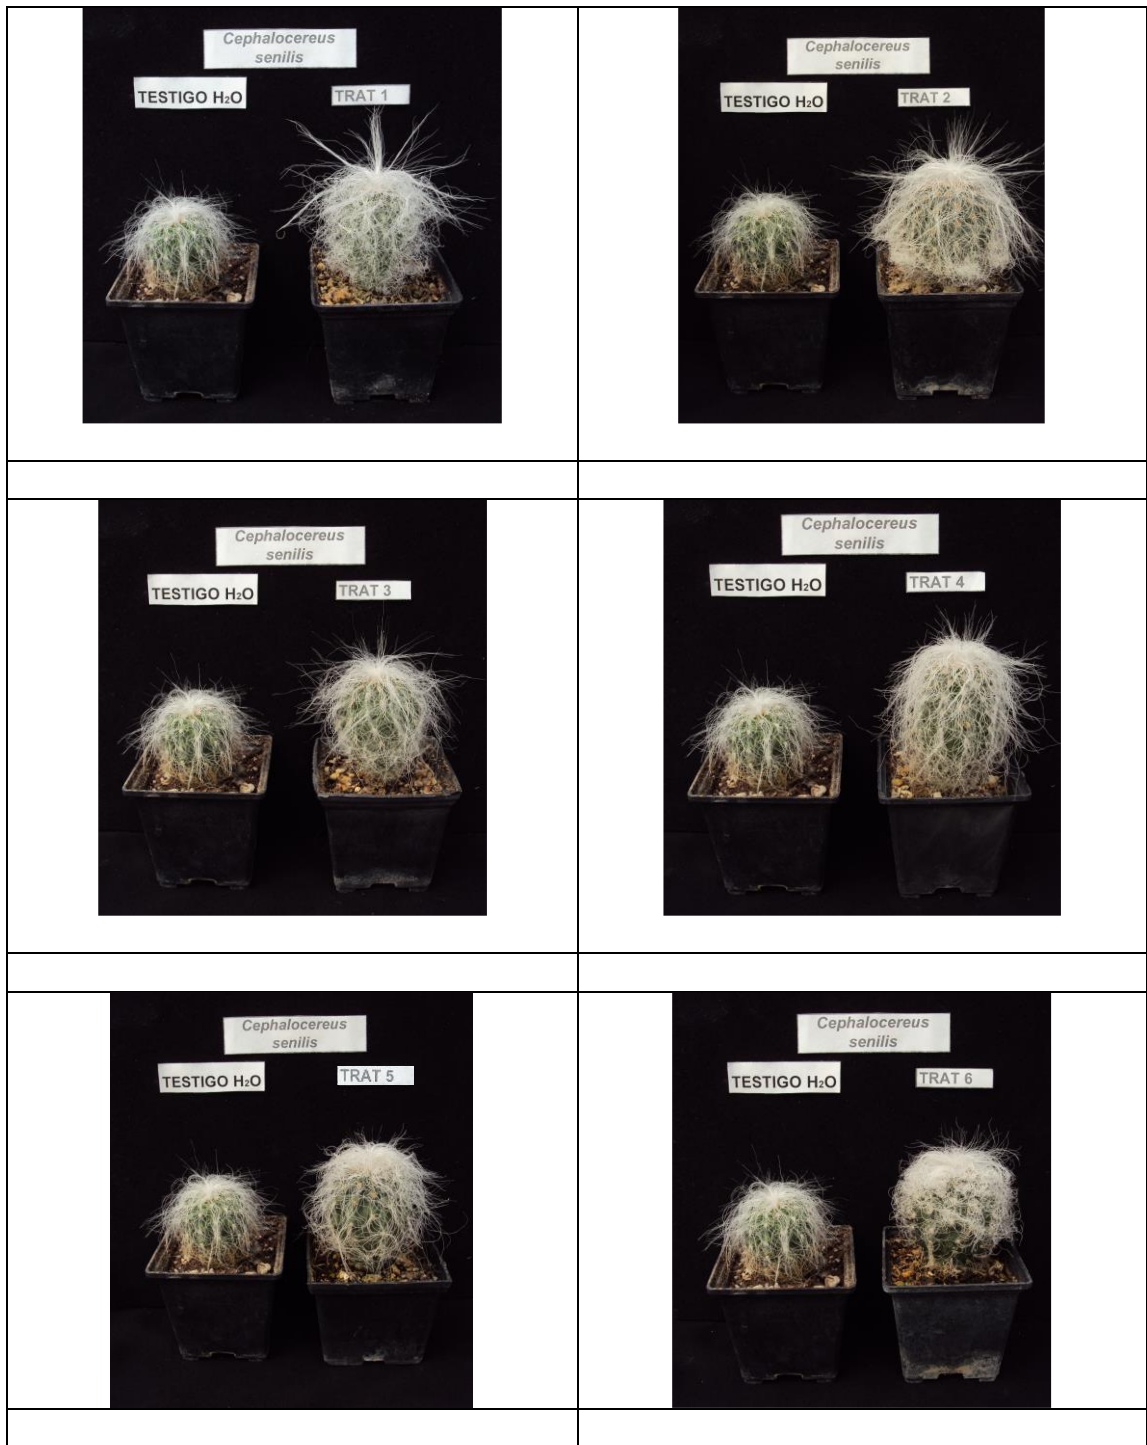 Cephalocereus
senilis
TESTIGO H₂O TRAT 1
Cephalocereus
senilis
TESTIGO H₂O TRAT 2
Cephalocereus
senilis
TESTIGO H₂O TRAT 3
Cephalocereus
senilis
TESTIGO H₂O TRAT 4
Cephalocereus
senilis
TESTIGO H₂O TRAT 5
Cephalocereus
senilis
TESTIGO H₂O TRAT 6